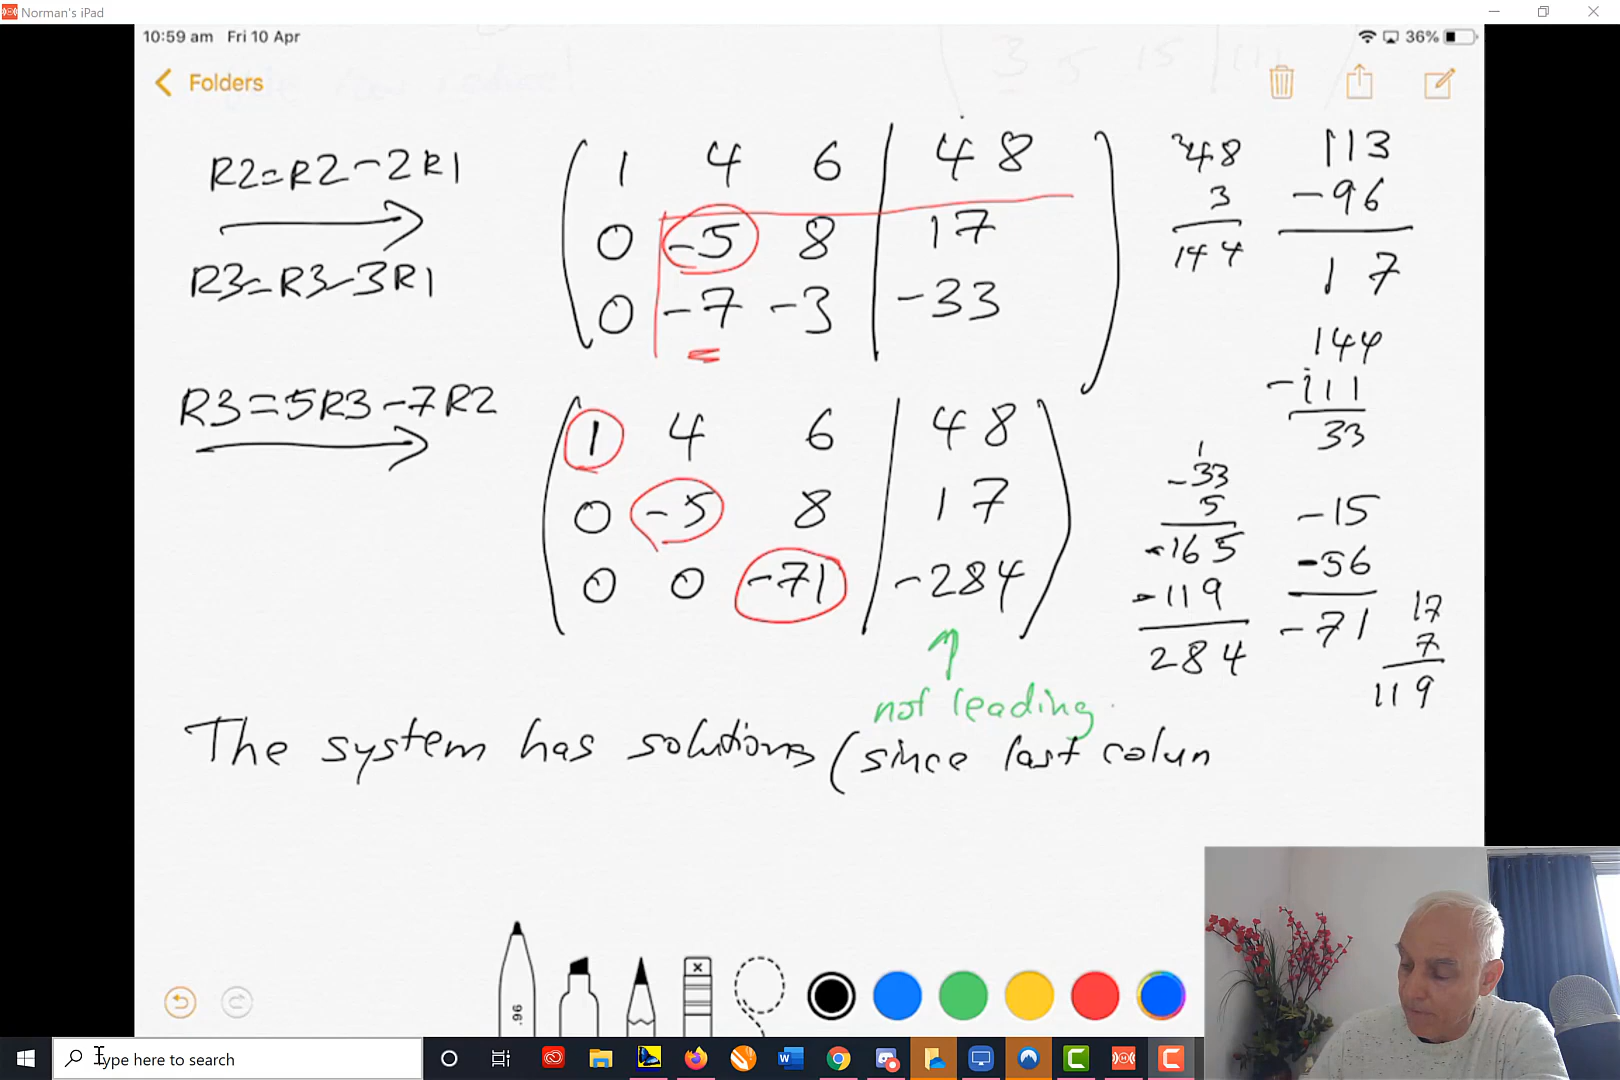 Norman's iPad
10:59 am Fri 10 Apr
36%
Folders
R2=R2-2R1
R3=R3-3R1
1 4 6 48
0 -5 8 17
0 -7 -3 -33
48
3
144
113
-96
17
144
-111
33
R3=5R3-7R2
1 4 6 48
0 -5 8 17
0 0 -71 -284
1
-33
5
-165
-119
284
-15
-56
-71
17
7
119
not leading
The system has solutions (since last colum
.96
Type here to search